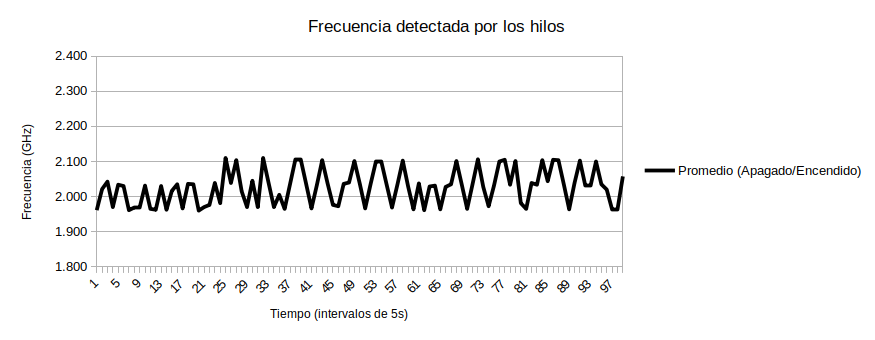 Frecuencia detectada por los hilos
2.400
2.300
2.200
2.100
2.000
1.900
1.800
Frecuencia (GHz)
1 5 9 13 17 21 25 29 33 37 41 45 49 53 57 61 65 69 73 77 81 85 89 93 97
Tiempo (intervalos de 5s)
Promedio (Apagado/Encendido)